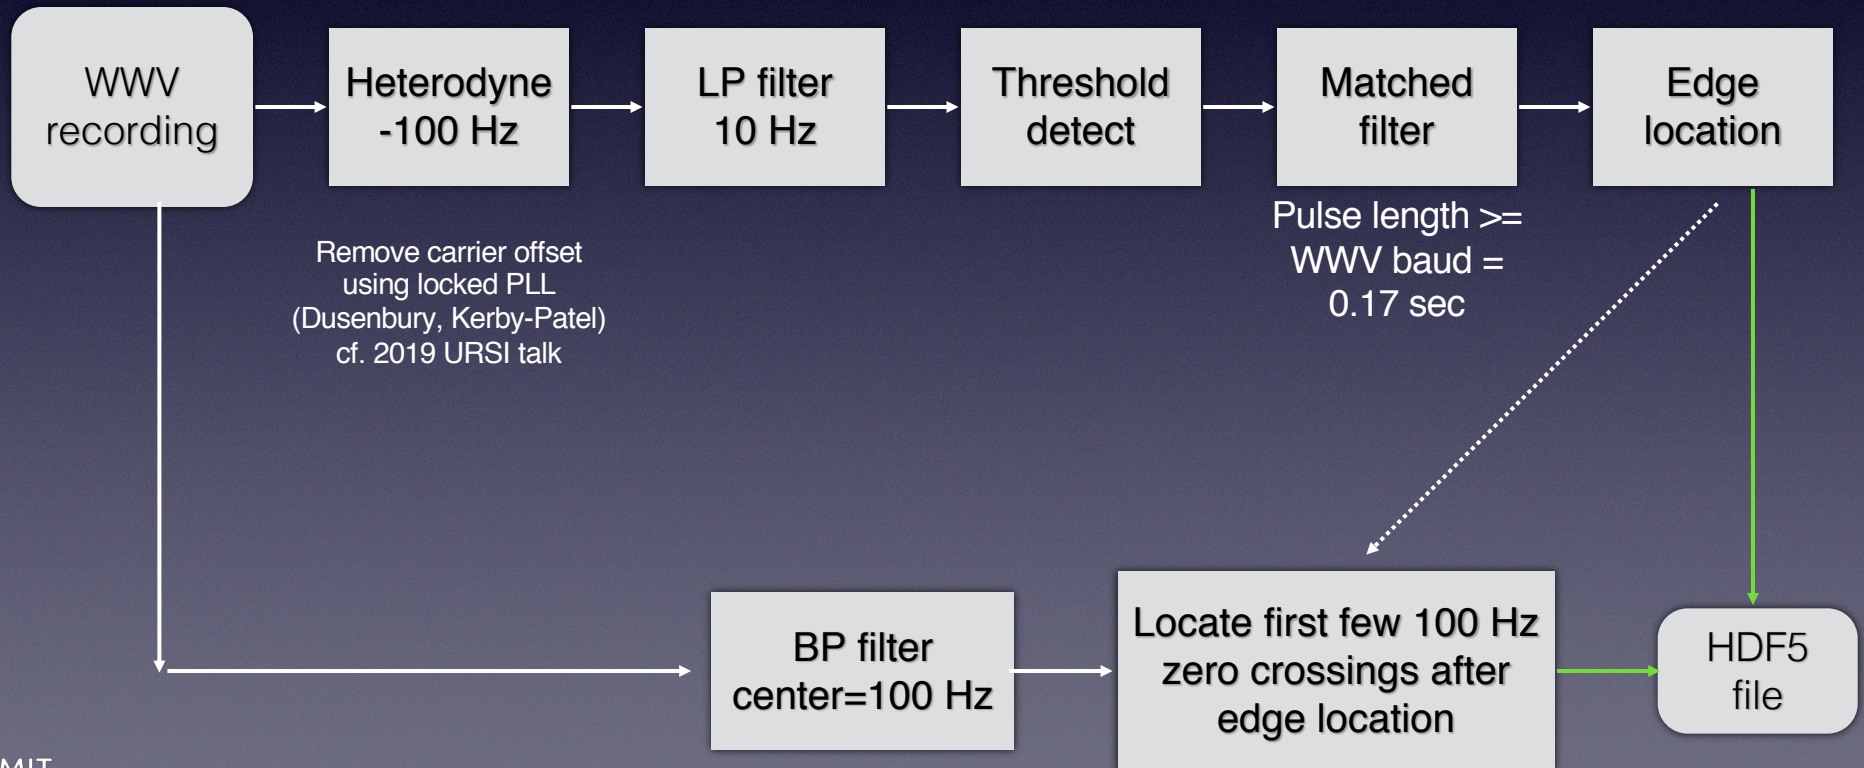 WWV
recording
Heterodyne
-100 Hz
LP filter
10 Hz
Threshold
detect
Matched
filter
Edge
location
Remove carrier offset
using locked PLL
(Dusenbury, Kerby-Patel)
cf. 2019 URSI talk
Pulse length >=
WWV baud =
0.17 sec
BP filter
center=100 Hz
Locate first few 100 Hz
zero crossings after
edge location
HDF5
file
MIT